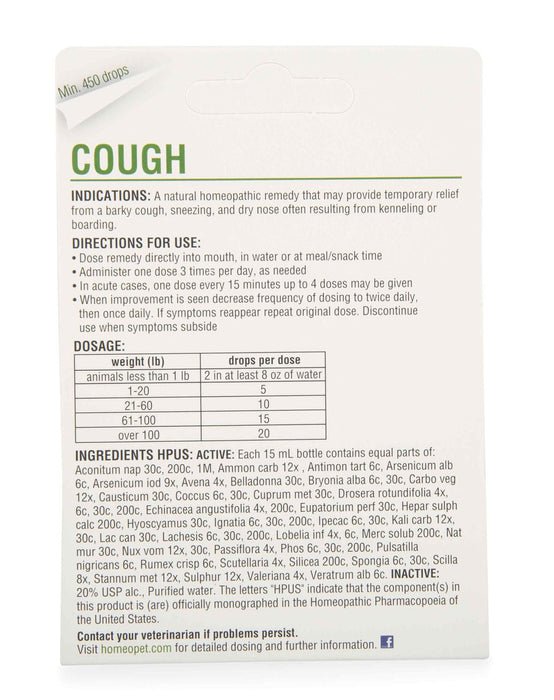 Min. 450 drops
COUGH
INDICATIONS: A natural homeopathic remedy that may provide temporary relief
from a barky cough, sneezing, and dry nose often resulting from kenneling or
boarding.
DIRECTIONS FOR USE:
• Dose remedy directly into mouth, in water or at meal/snack time
• Administer one dose 3 times per day, as needed
• In acute cases, one dose every 15 minutes up to 4 doses may be given
• When improvement is seen decrease frequency of dosing to twice daily,
then once daily. If symptoms reappear repeat original dose. Discontinue
use when symptoms subside
DOSAGE:
weight (lb) drops per dose
animals less than 1 lb 2 in at least 8 oz of water
1-20 5
21-60 10
61-100 15
over 100 20
INGREDIENTS HPUS: ACTIVE: Each 15 mL bottle contains equal parts of:
Aconitum nap 30c, 200c, 1M, Ammon carb 12x , Antimon tart 6c, Arsenicum alb
6c, Arsenicum iod 9x, Avena 4x, Belladonna 30c, Bryonia alba 6c, 30c, Carbo veg
12x, Causticum 30c, Coccus 6c, 30c, Cuprum met 30c, Drosera rotundifolia 4x,
6c, 30c, 200c, Echinacea angustifolia 4x, 200c, Eupatorium perf 30c, Hepar sulph
calc 200c, Hyoscyamus 30c, Ignatia 6c, 30c, 200c, Ipecac 6c, 30c, Kali carb 12x,
30c, Lac can 30c, Lachesis 6c, 30c, 200c, Lobelia inf 4x, 6c, Merc solub 200c, Nat
mur 30c, Nux vom 12x, 30c, Passiflora 4x, Phos 6c, 30c, 200c, Pulsatilla
nigricans 6c, Rumex crisp 6c, Scutellaria 4x, Silicea 200c, Spongia 6c, 30c, Scilla
8x, Stannum met 12x, Sulphur 12x, Valeriana 4x, Veratrum alb 6c. INACTIVE:
20% USP alc., Purified water. The letters "HPUS" indicate that the component(s) in
this product is (are) officially monographed in the Homeopathic Pharmacopoeia of
the United States.
Contact your veterinarian if problems persist.
Visit homeopet.com for detailed dosing and further information. f